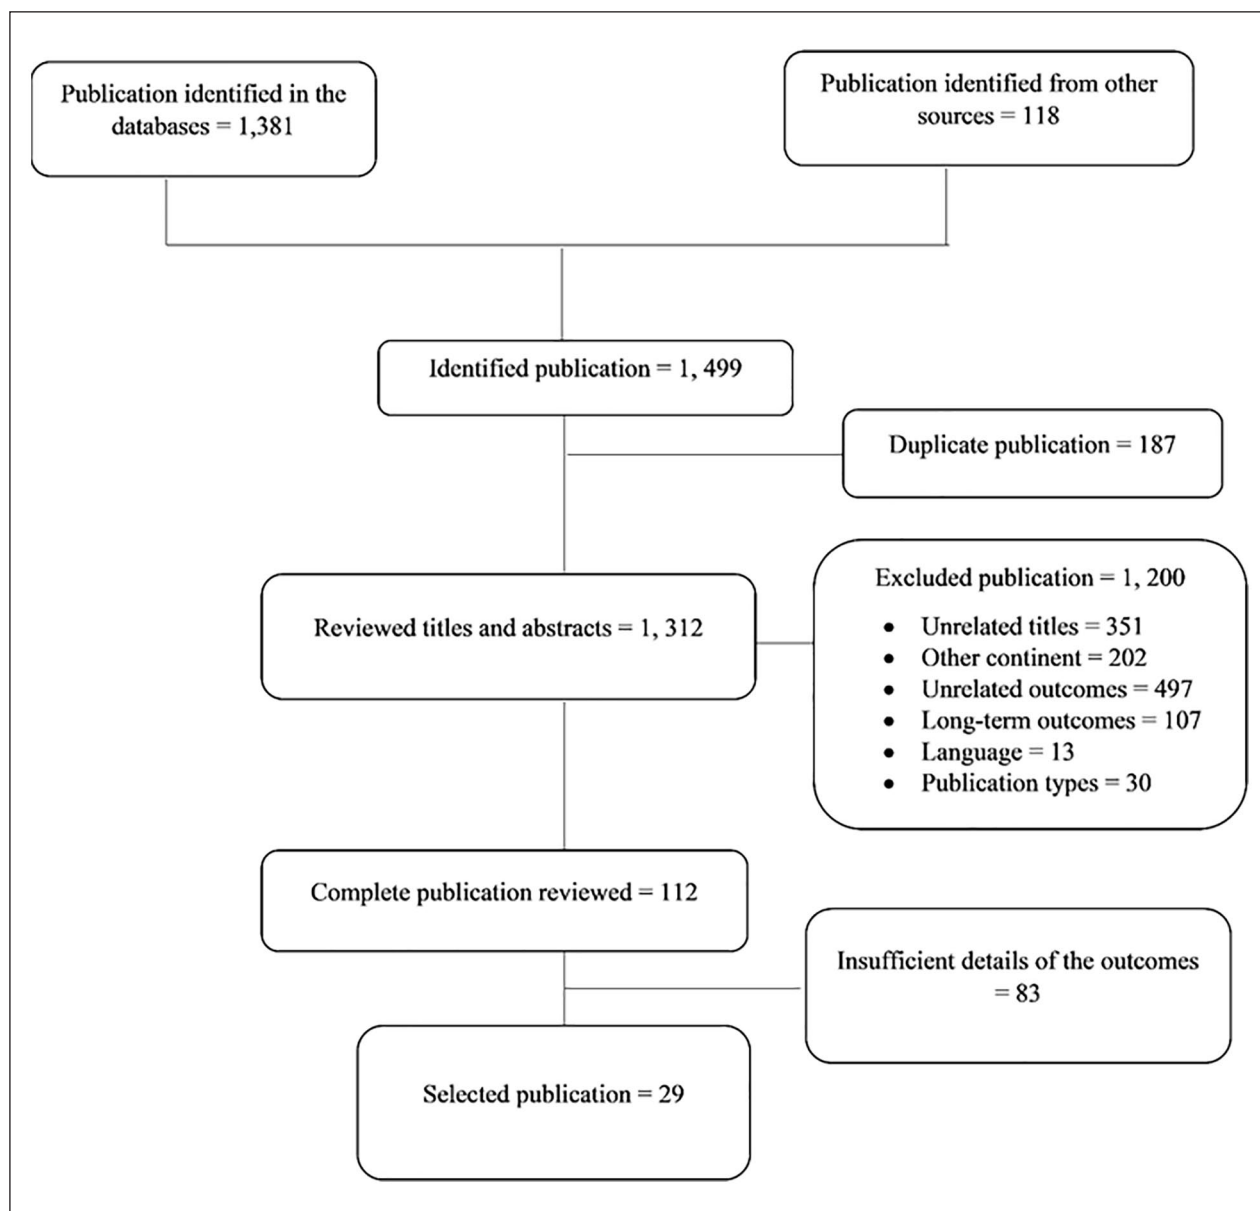 Publication identified in the
databases = 1,381
Publication identified from other
sources = 118
Identified publication = 1, 499
Duplicate publication = 187
Reviewed titles and abstracts = 1, 312
Excluded publication = 1, 200
• Unrelated titles = 351
• Other continent = 202
• Unrelated outcomes = 497
• Long-term outcomes = 107
• Language = 13
• Publication types = 30
Complete publication reviewed = 112
Insufficient details of the outcomes
= 83
Selected publication = 29